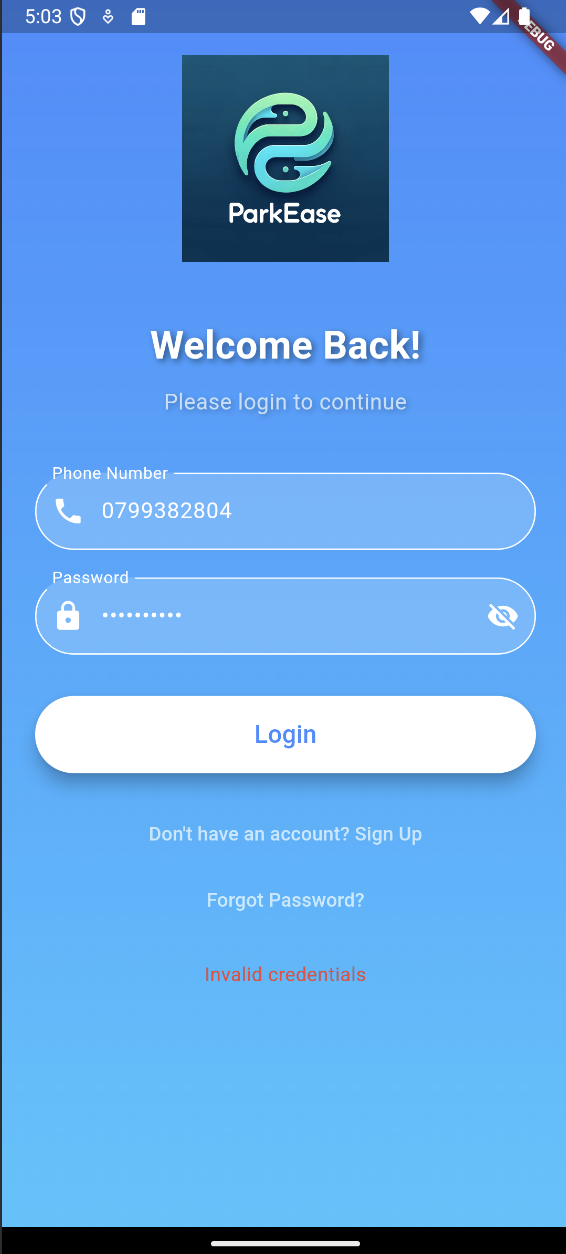 5:03
EBUG
ParkEase
Welcome Back!
Please login to continue
Phone Number
0799382804
Password
••••••••••
Login
Don't have an account? Sign Up
Forgot Password?
Invalid credentials